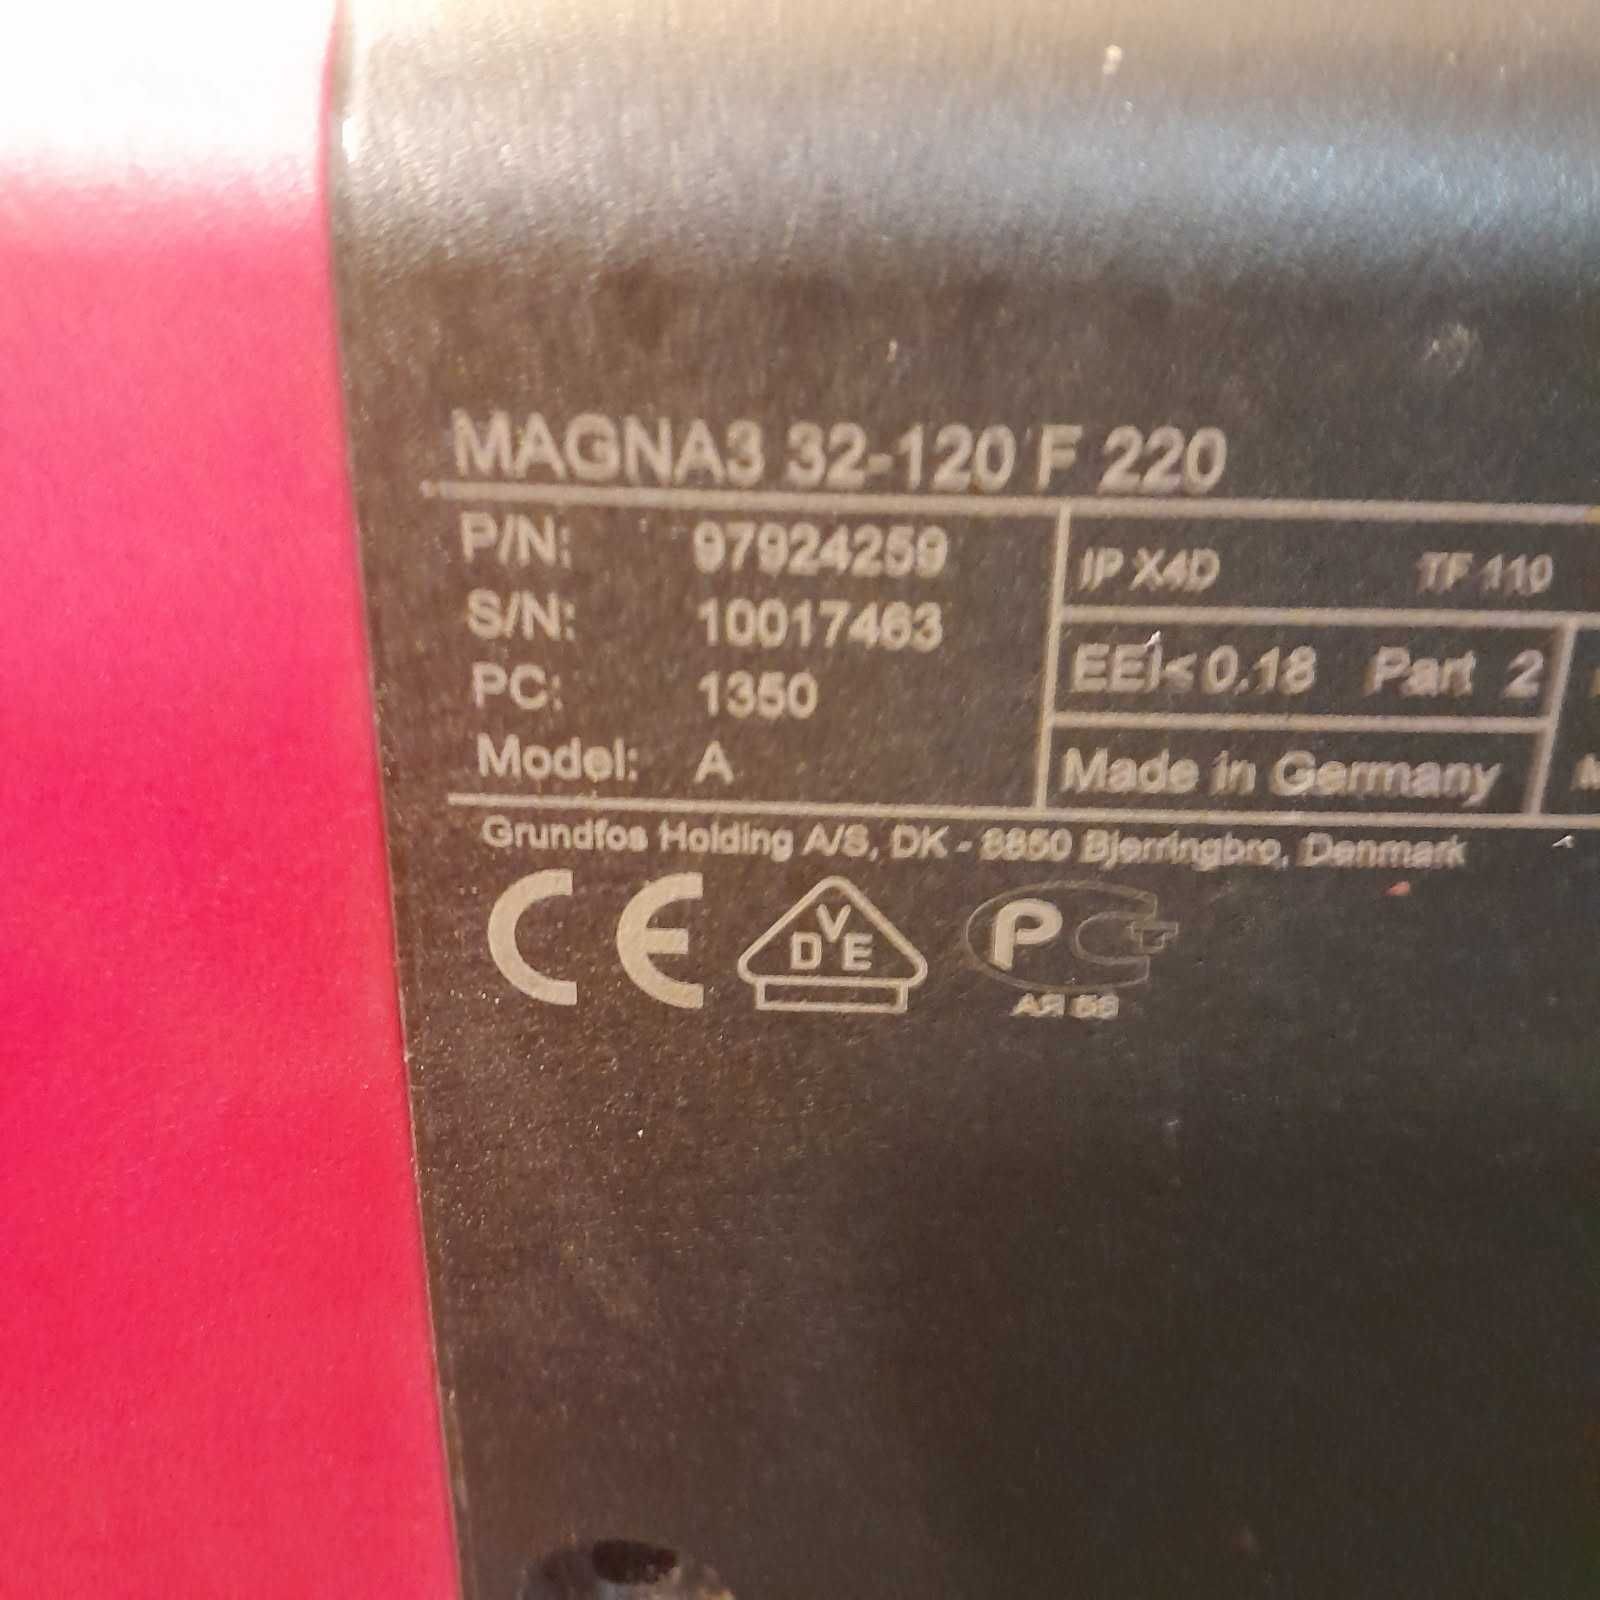 MAGNA3 32-120 F 220
P/N: 97924259
S/N: 10017463
PC: 1350
Model: A
IP X4D TF 110
EEI<0.18 Part 2
Made in Germany
Grundfos Holding A/S, DK - 8850 Bjerringbro, Denmark
CE
VDE
РСТ